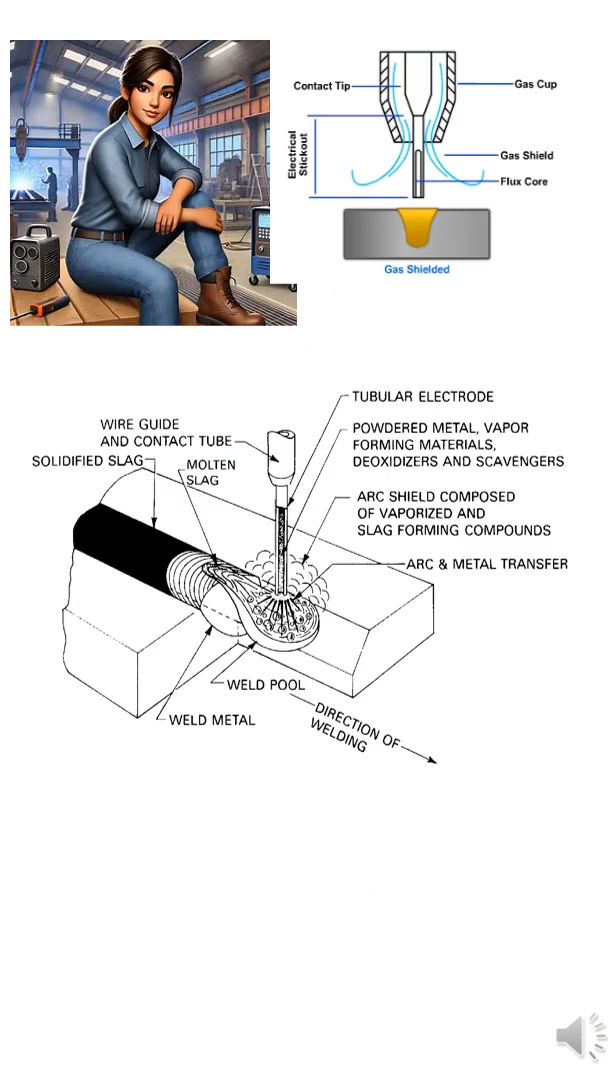 Contact Tip
Gas Cup
Electrical
Stickout
Gas Shield
Flux Core
Gas Shielded
TUBULAR ELECTRODE
WIRE GUIDE
AND CONTACT TUBE
POWDERED METAL, VAPOR
FORMING MATERIALS,
DEOXIDIZERS AND SCAVENGERS
SOLIDIFIED SLAG
MOLTEN
SLAG
ARC SHIELD COMPOSED
OF VAPORIZED AND
SLAG FORMING COMPOUNDS
ARC & METAL TRANSFER
WELD POOL
WELD METAL
DIRECTION OF
WELDING